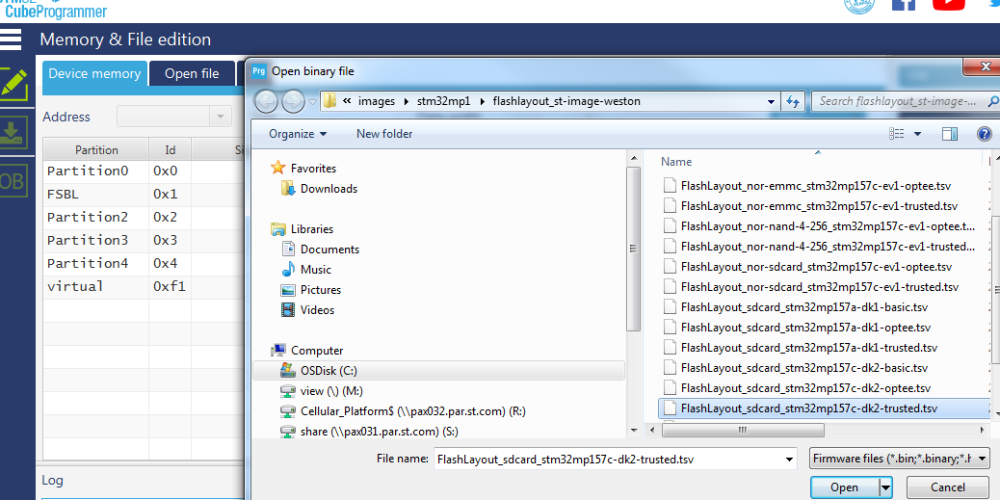 CubeProgrammer
Memory & File edition
Device memory
Open file
Address
Partition
Id
Partition0 0x0
FSBL 0x1
Partition2 0x2
Partition3 0x3
Partition4 0x4
virtual 0xf1
Log
Prg
Open binary file
« images stm32mp1 flashlayout_st-image-weston
Search flashlayout_st-image-...
Organize
New folder
Favorites
Downloads
Libraries
Documents
Music
Pictures
Videos
Computer
OSDisk (C:)
view (\) (M:)
Cellular_Platform$ (\\pax032.par.st.com) (R:)
share (\\pax031.par.st.com) (S:)
Name
FlashLayout_nor-emmc_stm32mp157c-ev1-optee.tsv
FlashLayout_nor-emmc_stm32mp157c-ev1-trusted.tsv
FlashLayout_nor-nand-4-256_stm32mp157c-ev1-optee.t...
FlashLayout_nor-nand-4-256_stm32mp157c-ev1-trusted...
FlashLayout_nor-sdcard_stm32mp157c-ev1-optee.tsv
FlashLayout_nor-sdcard_stm32mp157c-ev1-trusted.tsv
FlashLayout_sdcard_stm32mp157a-dk1-basic.tsv
FlashLayout_sdcard_stm32mp157a-dk1-optee.tsv
FlashLayout_sdcard_stm32mp157a-dk1-trusted.tsv
FlashLayout_sdcard_stm32mp157c-dk2-basic.tsv
FlashLayout_sdcard_stm32mp157c-dk2-optee.tsv
FlashLayout_sdcard_stm32mp157c-dk2-trusted.tsv
File name: FlashLayout_sdcard_stm32mp157c-dk2-trusted.tsv
Firmware files (*.bin;*.binary;*.h
Open
Cancel
OB